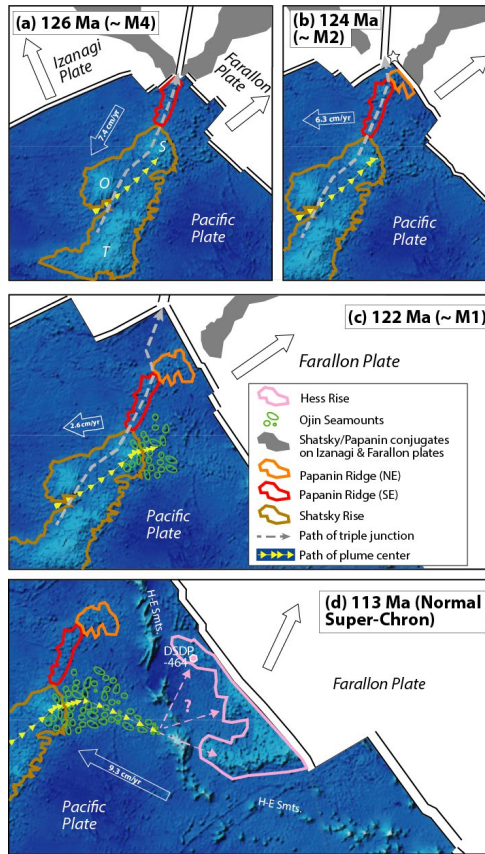 (a) 126 Ma (~ M4)
Izanagi
Plate
Farallon
Plate
7.4 cm/yr
S
O
T
Pacific
Plate
(b) 124 Ma
(~ M2)
6.3 cm/yr
Pacific
Plate
(c) 122 Ma (~ M1)
Farallon Plate
2.6 cm/yr
Pacific
Plate
Hess Rise
Ojin Seamounts
Shatsky/Papanin conjugates
on Izanagi & Farallon plates
Papanin Ridge (NE)
Papanin Ridge (SE)
Shatsky Rise
Path of triple junction
Path of plume center
(d) 113 Ma (Normal
Super-Chron)
H-E Smts.
DSDP
-464
Farallon Plate
?
9.3 cm/yr
H-E Smts.
Pacific
Plate